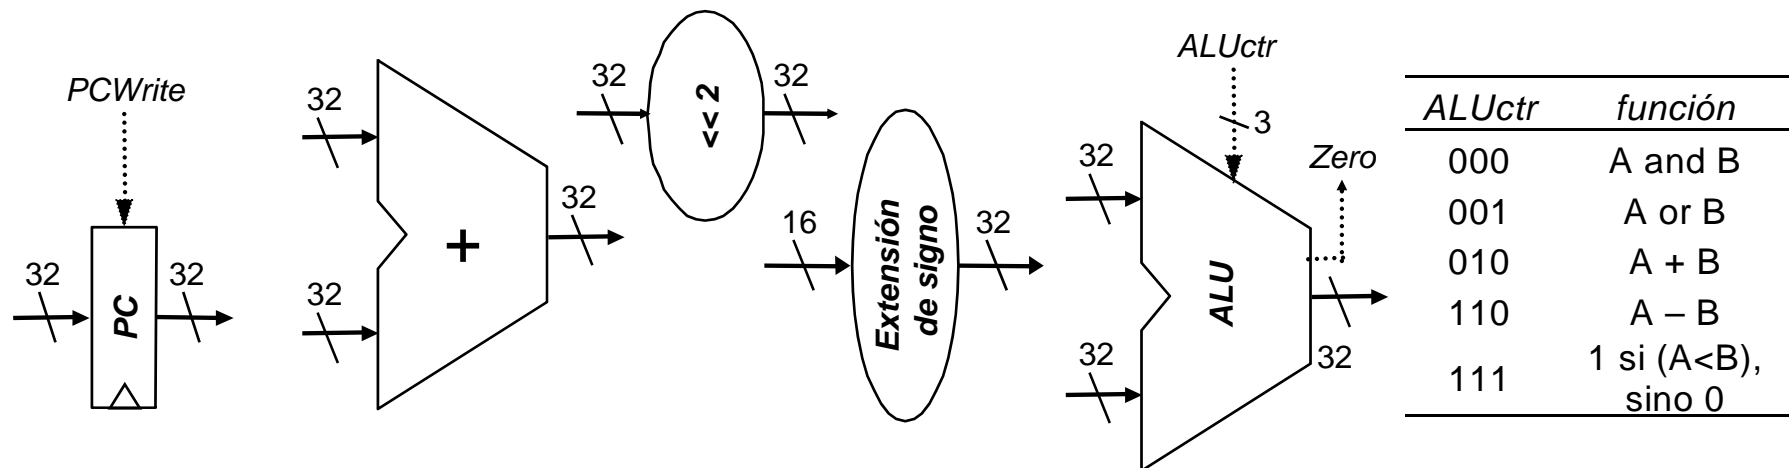 PCWrite
32
32
PC
32
32
+
32
32
32
<< 2
16
32
Extensión
de signo
ALUctr
3
32
32
Zero
ALU
32
ALUctr función
000 A and B
001 A or B
010 A + B
110 A – B
111 1 si (A<B),
sino 0